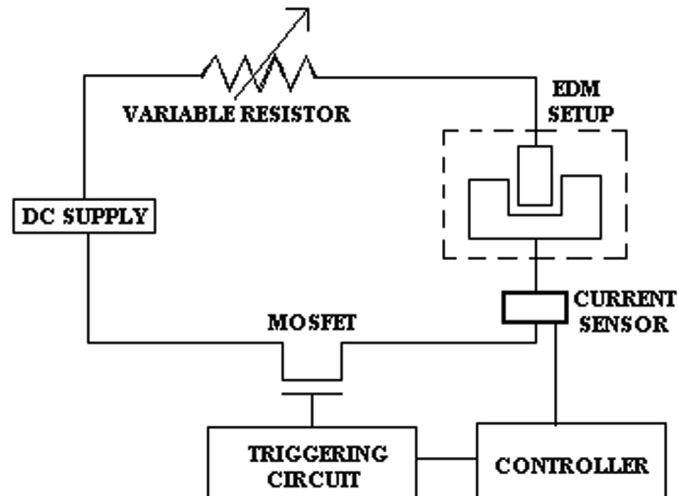 VARIABLE RESISTOR
EDM
SETUP
DC SUPPLY
CURRENT
SENSOR
MOSFET
TRIGGERING
CIRCUIT
CONTROLLER